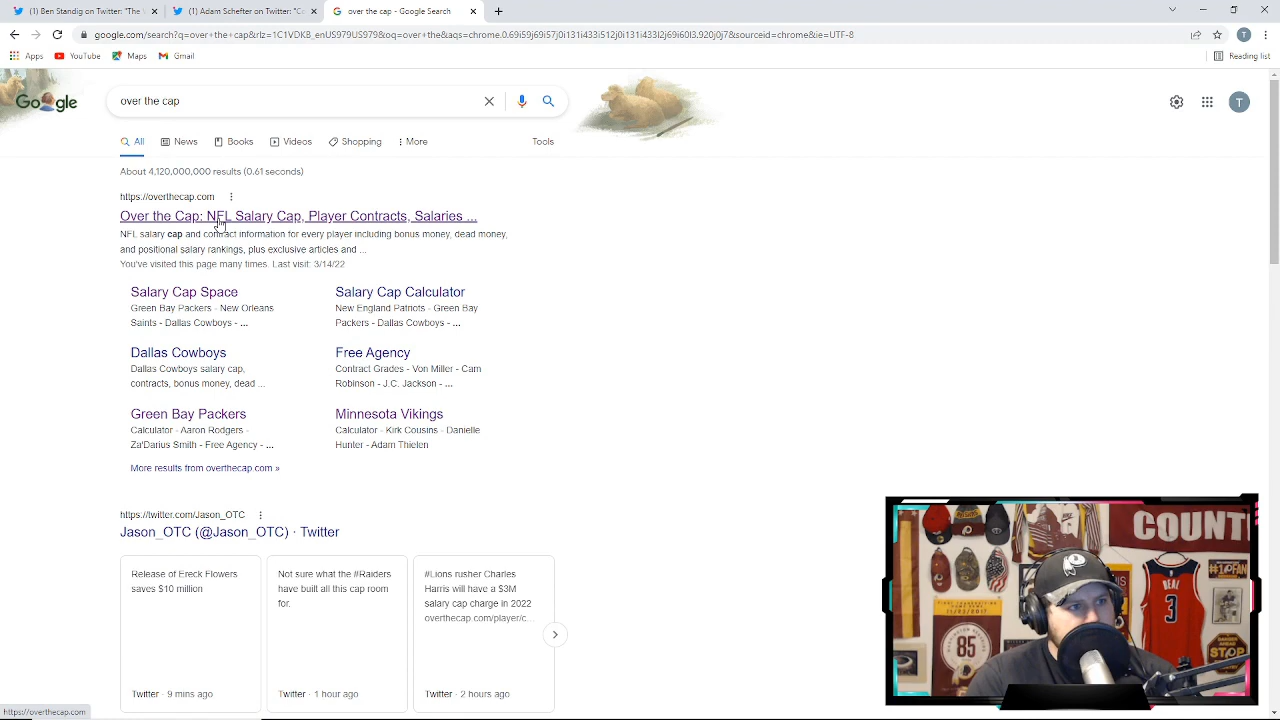 (1) Ben Standig on Twitter: "The V
Adam Schefter on Twitter: "Co
over the cap - Google Search
google.com/search?q=over+the+cap&rlz=1C1VDKB_enUS979US979&oq=over+the+&aqs=chrome.0.69i59j69i57j0i131i433i512j0i131i433l2j69i60l3.920j0j7&sourceid=chrome&ie=UTF-8
Apps YouTube Maps Gmail Reading list
Google
over the cap
T
All News Books Videos Shopping More Tools
About 4,120,000,000 results (0.61 seconds)
https://overthecap.com
Over the Cap: NFL Salary Cap, Player Contracts, Salaries ...
NFL salary cap and contract information for every player including bonus money, dead money,
and positional salary rankings, plus exclusive articles and ...
You've visited this page many times. Last visit: 3/14/22
Salary Cap Space
Green Bay Packers - New Orleans
Saints - Dallas Cowboys - ...
Salary Cap Calculator
New England Patriots - Green Bay
Packers - Dallas Cowboys - ...
Dallas Cowboys
Dallas Cowboys salary cap,
contracts, bonus money, dead ...
Free Agency
Contract Grades - Von Miller - Cam
Robinson - J.C. Jackson - ...
Green Bay Packers
Calculator - Aaron Rodgers -
Za'Darius Smith - Free Agency - ...
Minnesota Vikings
Calculator - Kirk Cousins - Danielle
Hunter - Adam Thielen
More results from overthecap.com »
https://twitter.com/Jason_OTC
Jason_OTC (@Jason_OTC) · Twitter
Release of Ereck Flowers
saves $10 million
Twitter · 9 mins ago
Not sure what the #Raiders
have built all this cap room
Twitter · 1 hour ago
#Lions rusher Charles
Harris will have a $3M
salary cap charge in 2022
overthecap.com/player/c...
Twitter · 2 hours ago
COUNT
#1 FAN
BEAL
3
85
STOP
https://overthecap.com